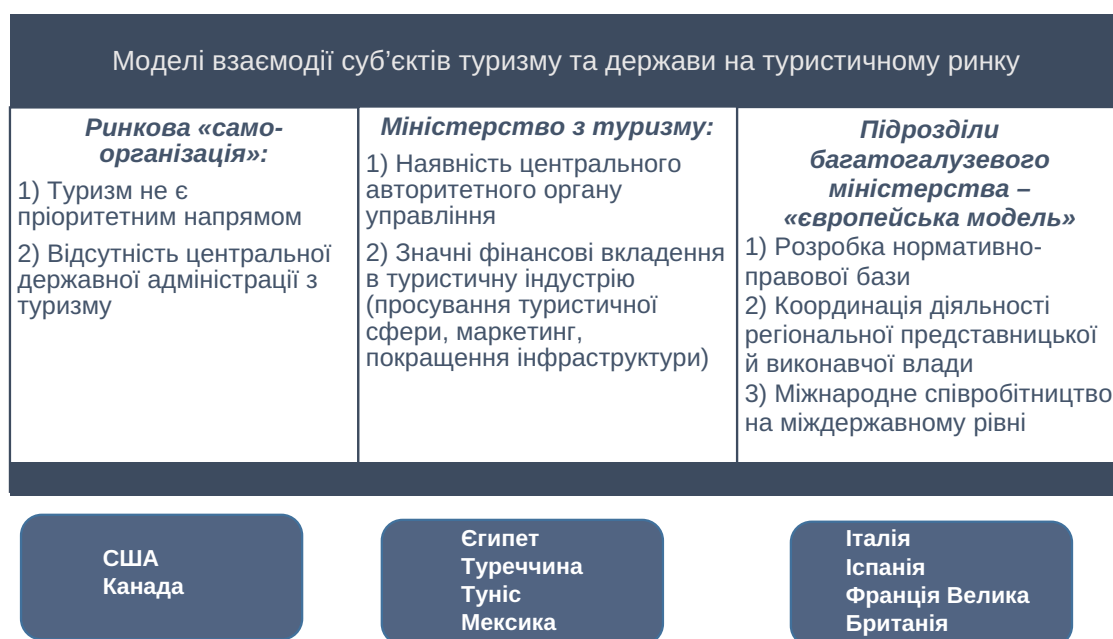 Моделі взаємодії суб’єктів туризму та держави на туристичному ринку
Ринкова «само-
організація»:
1) Туризм не є
пріоритетним напрямом
2) Відсутність центральної
державної адміністрації з
туризму
Міністерство з туризму:
1) Наявність центрального
авторитетного органу
управління
2) Значні фінансові вкладення
в туристичну індустрію
(просування туристичної
сфери, маркетинг,
покращення інфраструктури)
Підрозділи
багатогалузевого
міністерства –
«європейська модель»
1) Розробка нормативно-
правової бази
2) Координація діяльності
регіональної представницької
й виконавчої влади
3) Міжнародне співробітництво
на міждержавному рівні
США
Канада
Єгипет
Туреччина
Туніс
Мексика
Італія
Іспанія
Франція Велика
Британія